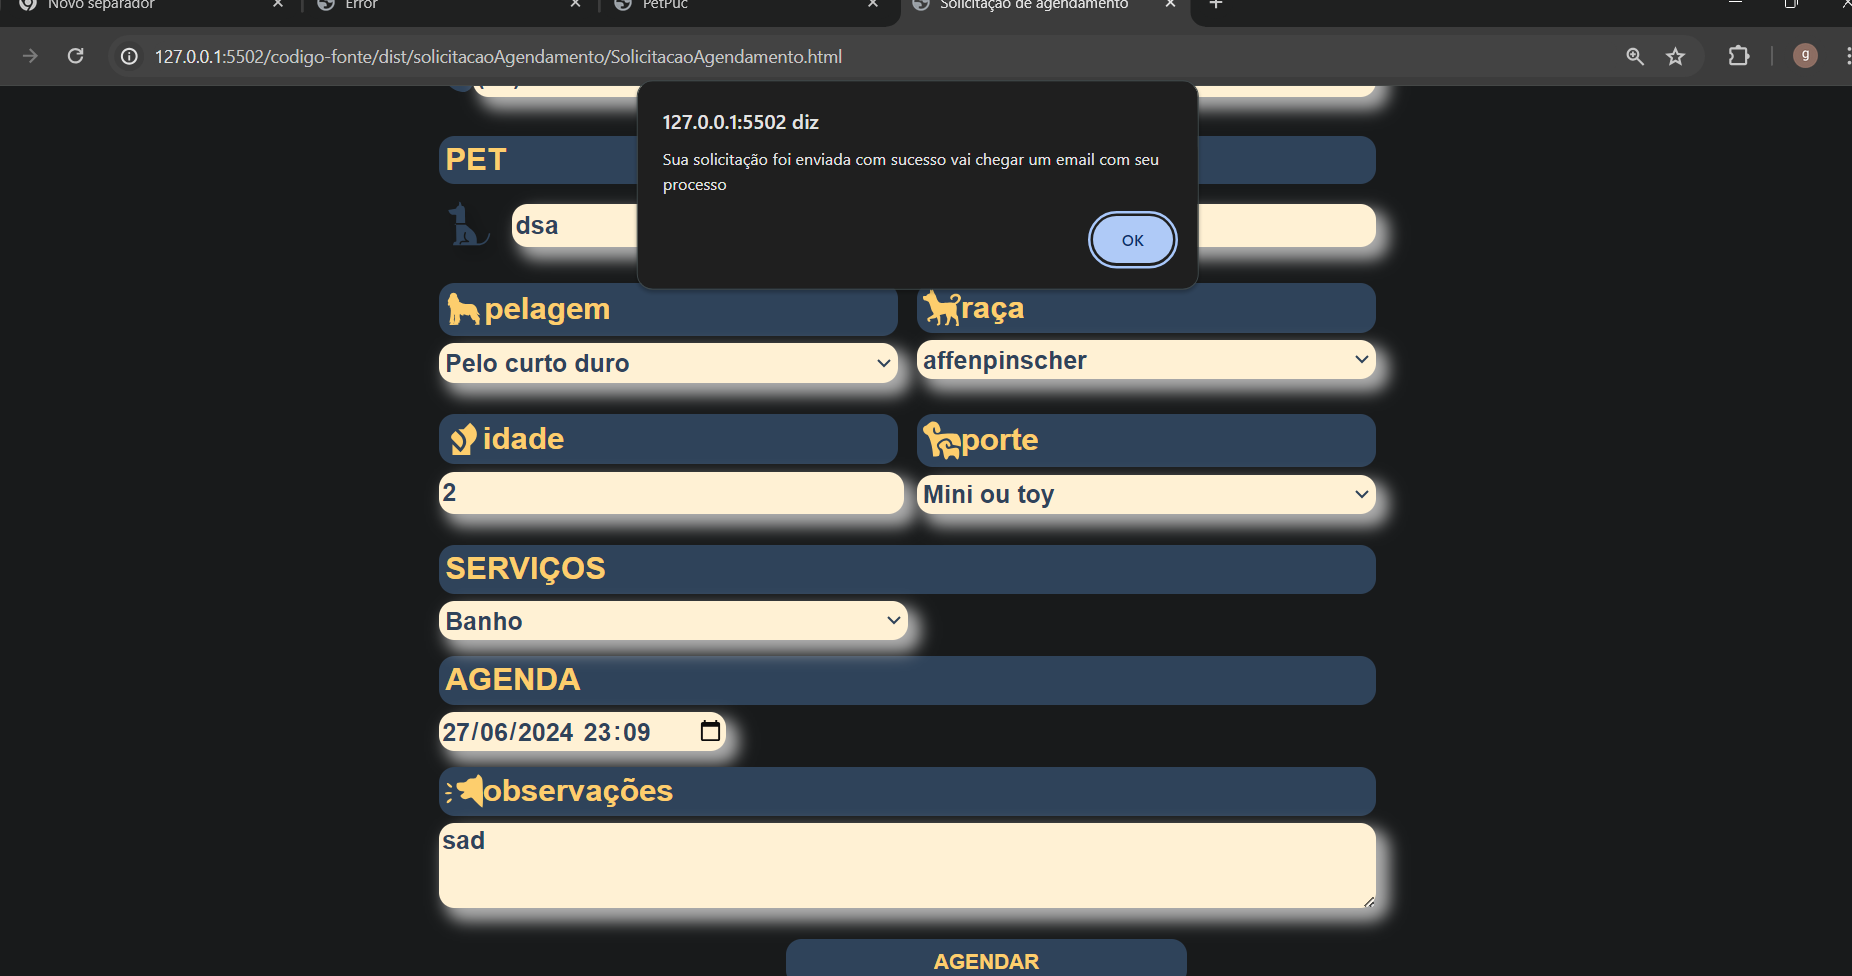 Novo separador
Error
PetPuc
Solicitação de agendamento
127.0.0.1:5502/codigo-fonte/dist/solicitacaoAgendamento/SolicitacaoAgendamento.html
g
127.0.0.1:5502 diz
Sua solicitação foi enviada com sucesso vai chegar um email com seu
processo
OK
PET
dsa
pelagem
raça
Pelo curto duro
affenpinscher
idade
porte
2
Mini ou toy
SERVIÇOS
Banho
AGENDA
27/06/2024 23:09
observações
sad
AGENDAR